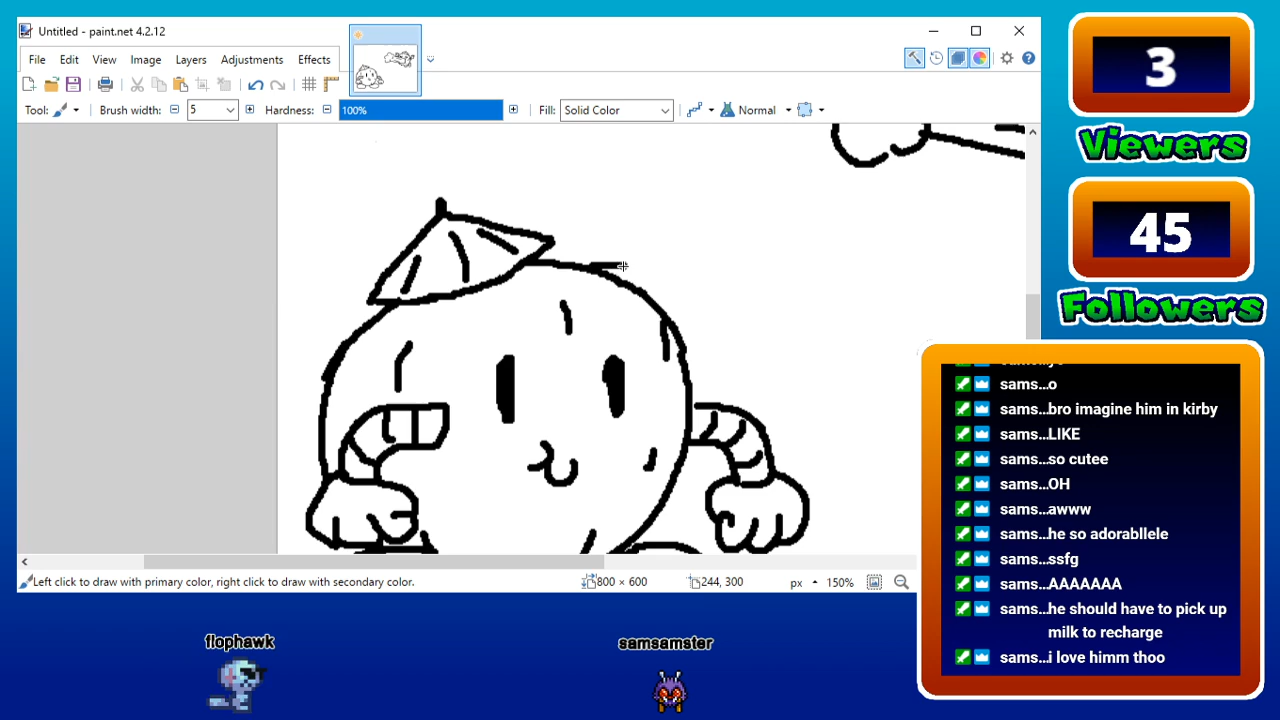 Untitled - paint.net 4.2.12
File Edit View Image Layers Adjustments Effects
Tool: Brush width: 5 Hardness: 100% Fill: Solid Color Normal
3
Viewers
45
Followers
sams...o
sams...bro imagine him in kirby
sams...LIKE
sams...so cutee
sams...OH
sams...awww
sams...he so adorabllele
sams...ssfg
sams...AAAAAAA
sams...he should have to pick up
milk to recharge
sams...i love himm thoo
Left click to draw with primary color, right click to draw with secondary color. 800 × 600 244, 300 px 150%
flophawk
samsamster